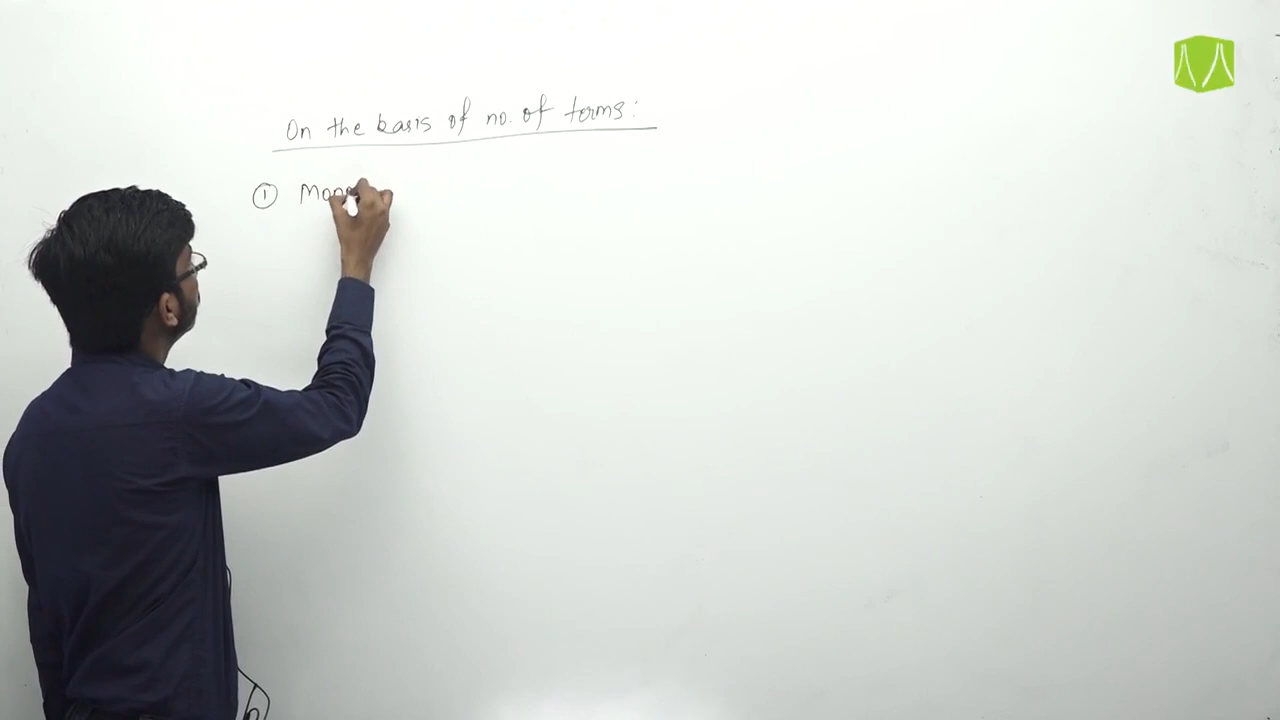 On the basis of no. of terms:
① Mono